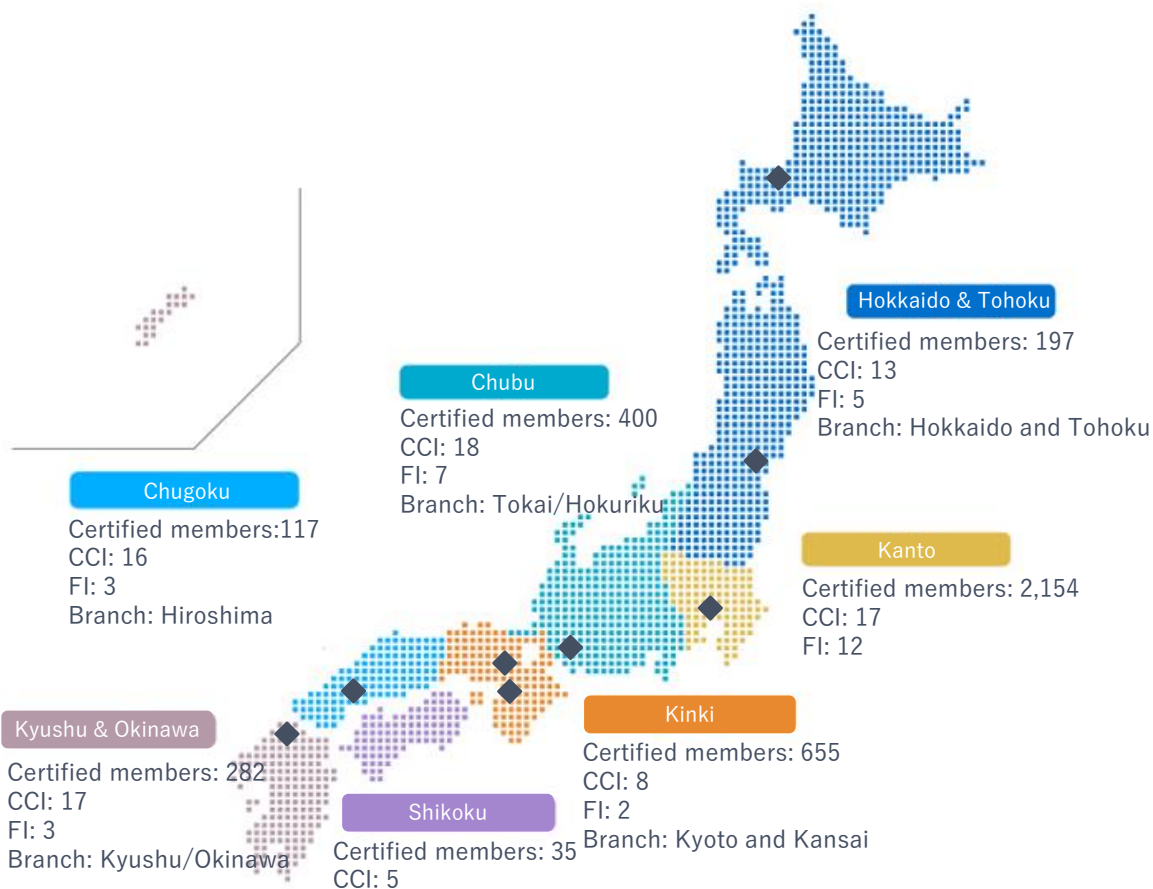 Hokkaido & Tohoku
Certified members: 197
CCI: 13
FI: 5
Branch: Hokkaido and Tohoku
Chubu
Certified members: 400
CCI: 18
FI: 7
Branch: Tokai/Hokuriku
Chugoku
Certified members:117
CCI: 16
FI: 3
Branch: Hiroshima
Kanto
Certified members: 2,154
CCI: 17
FI: 12
Kinki
Certified members: 655
CCI: 8
FI: 2
Branch: Kyoto and Kansai
Kyushu & Okinawa
Certified members: 282
CCI: 17
FI: 3
Branch: Kyushu/Okinawa
Shikoku
Certified members: 35
CCI: 5